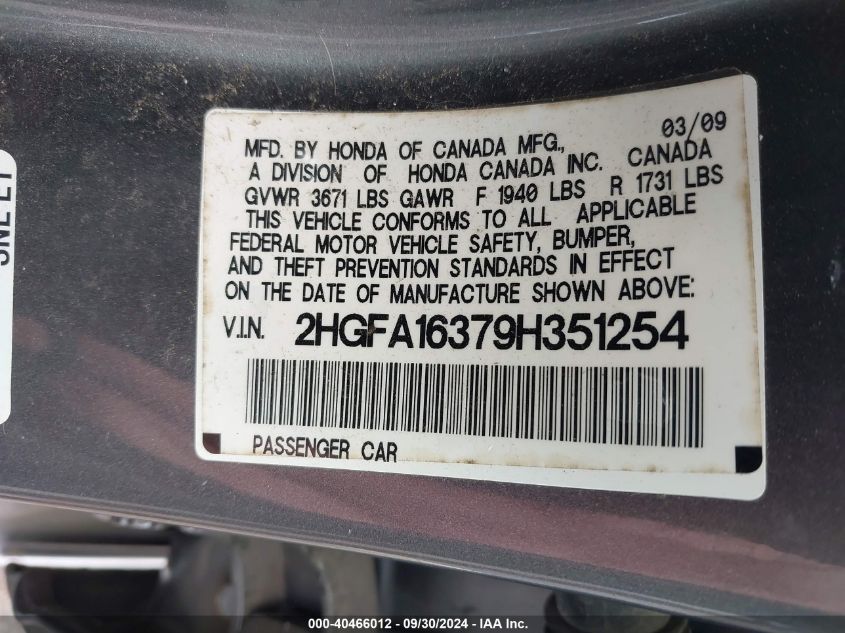 03/09
MFD. BY HONDA OF CANADA MFG.,
A DIVISION OF HONDA CANADA INC. CANADA
GVWR 3671 LBS GAWR F 1940 LBS R 1731 LBS
THIS VEHICLE CONFORMS TO ALL APPLICABLE
FEDERAL MOTOR VEHICLE SAFETY, BUMPER,
AND THEFT PREVENTION STANDARDS IN EFFECT
ON THE DATE OF MANUFACTURE SHOWN ABOVE:
V.I.N. 2HGFA16379H351254
PASSENGER CAR
000-40466012 - 09/30/2024 - IAA Inc.